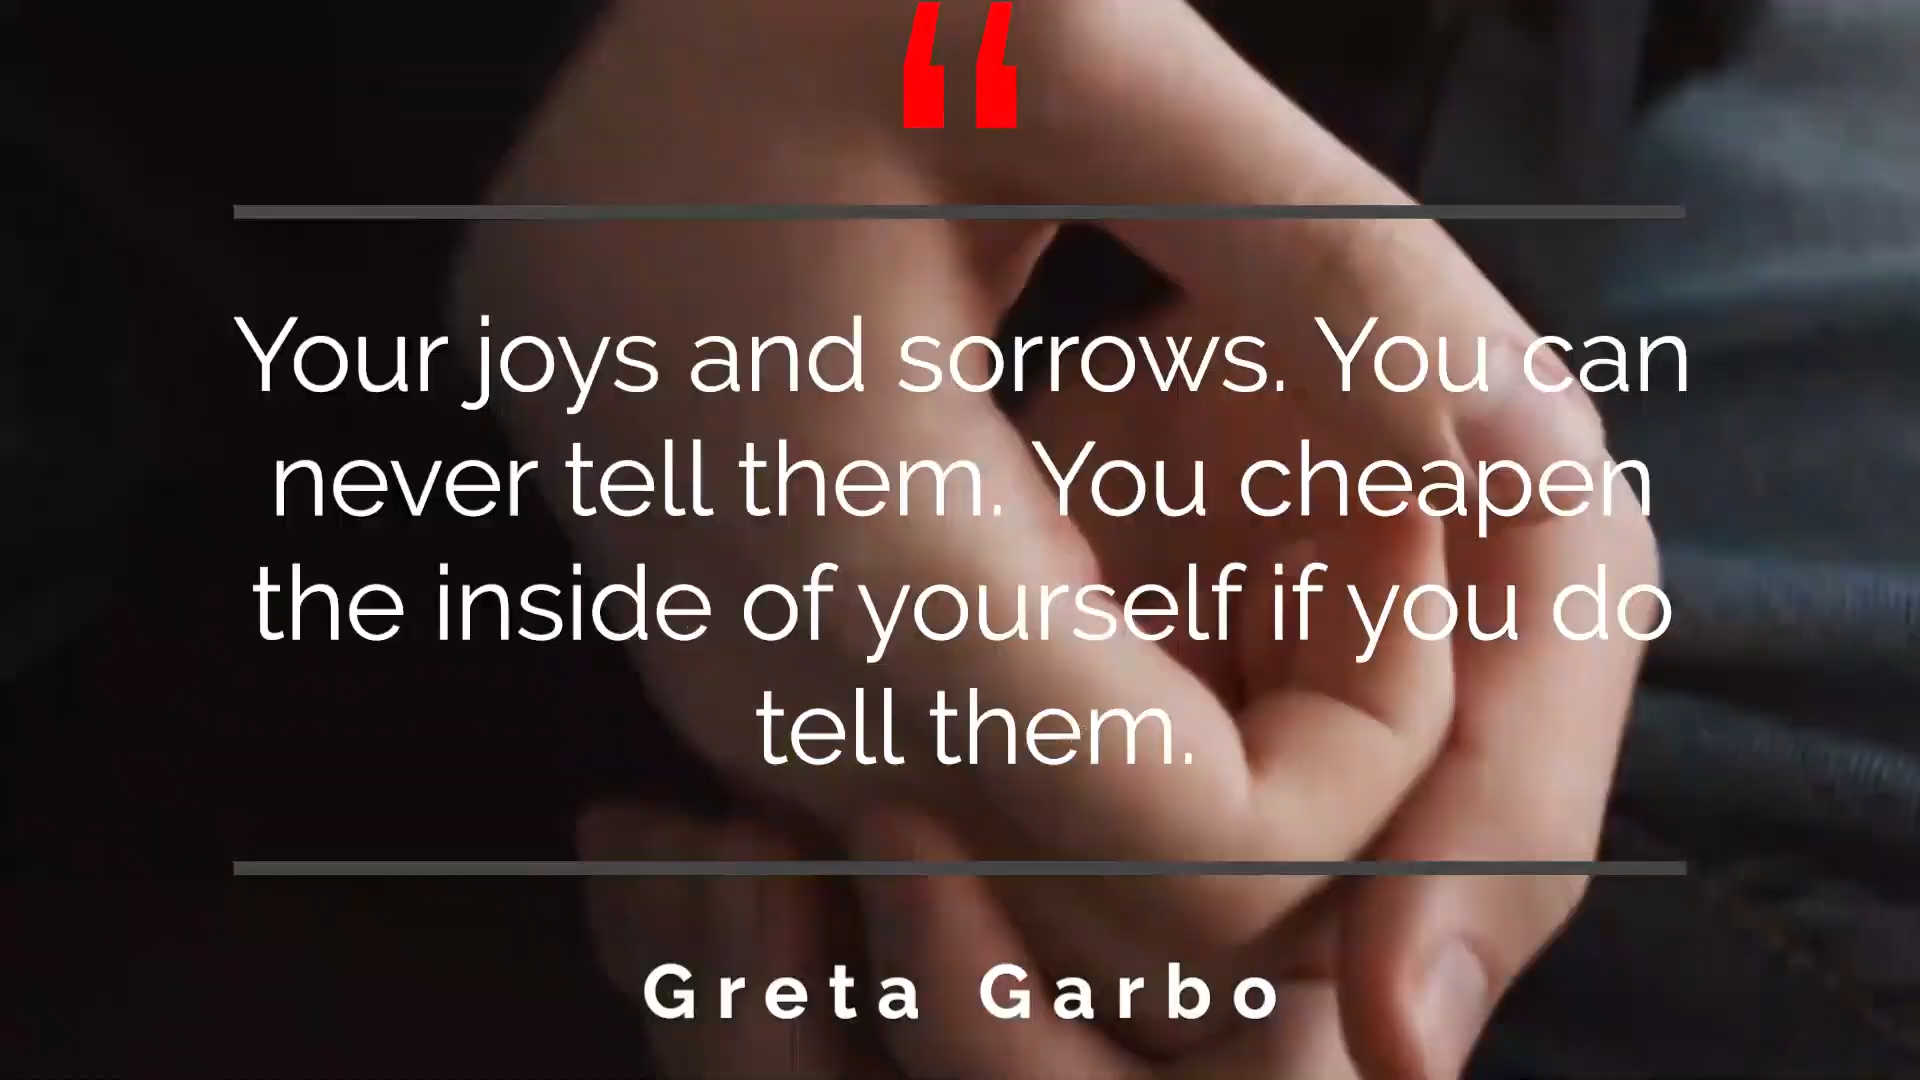 “
Your joys and sorrows. You can
never tell them. You cheapen
the inside of yourself if you do
tell them.
Greta Garbo